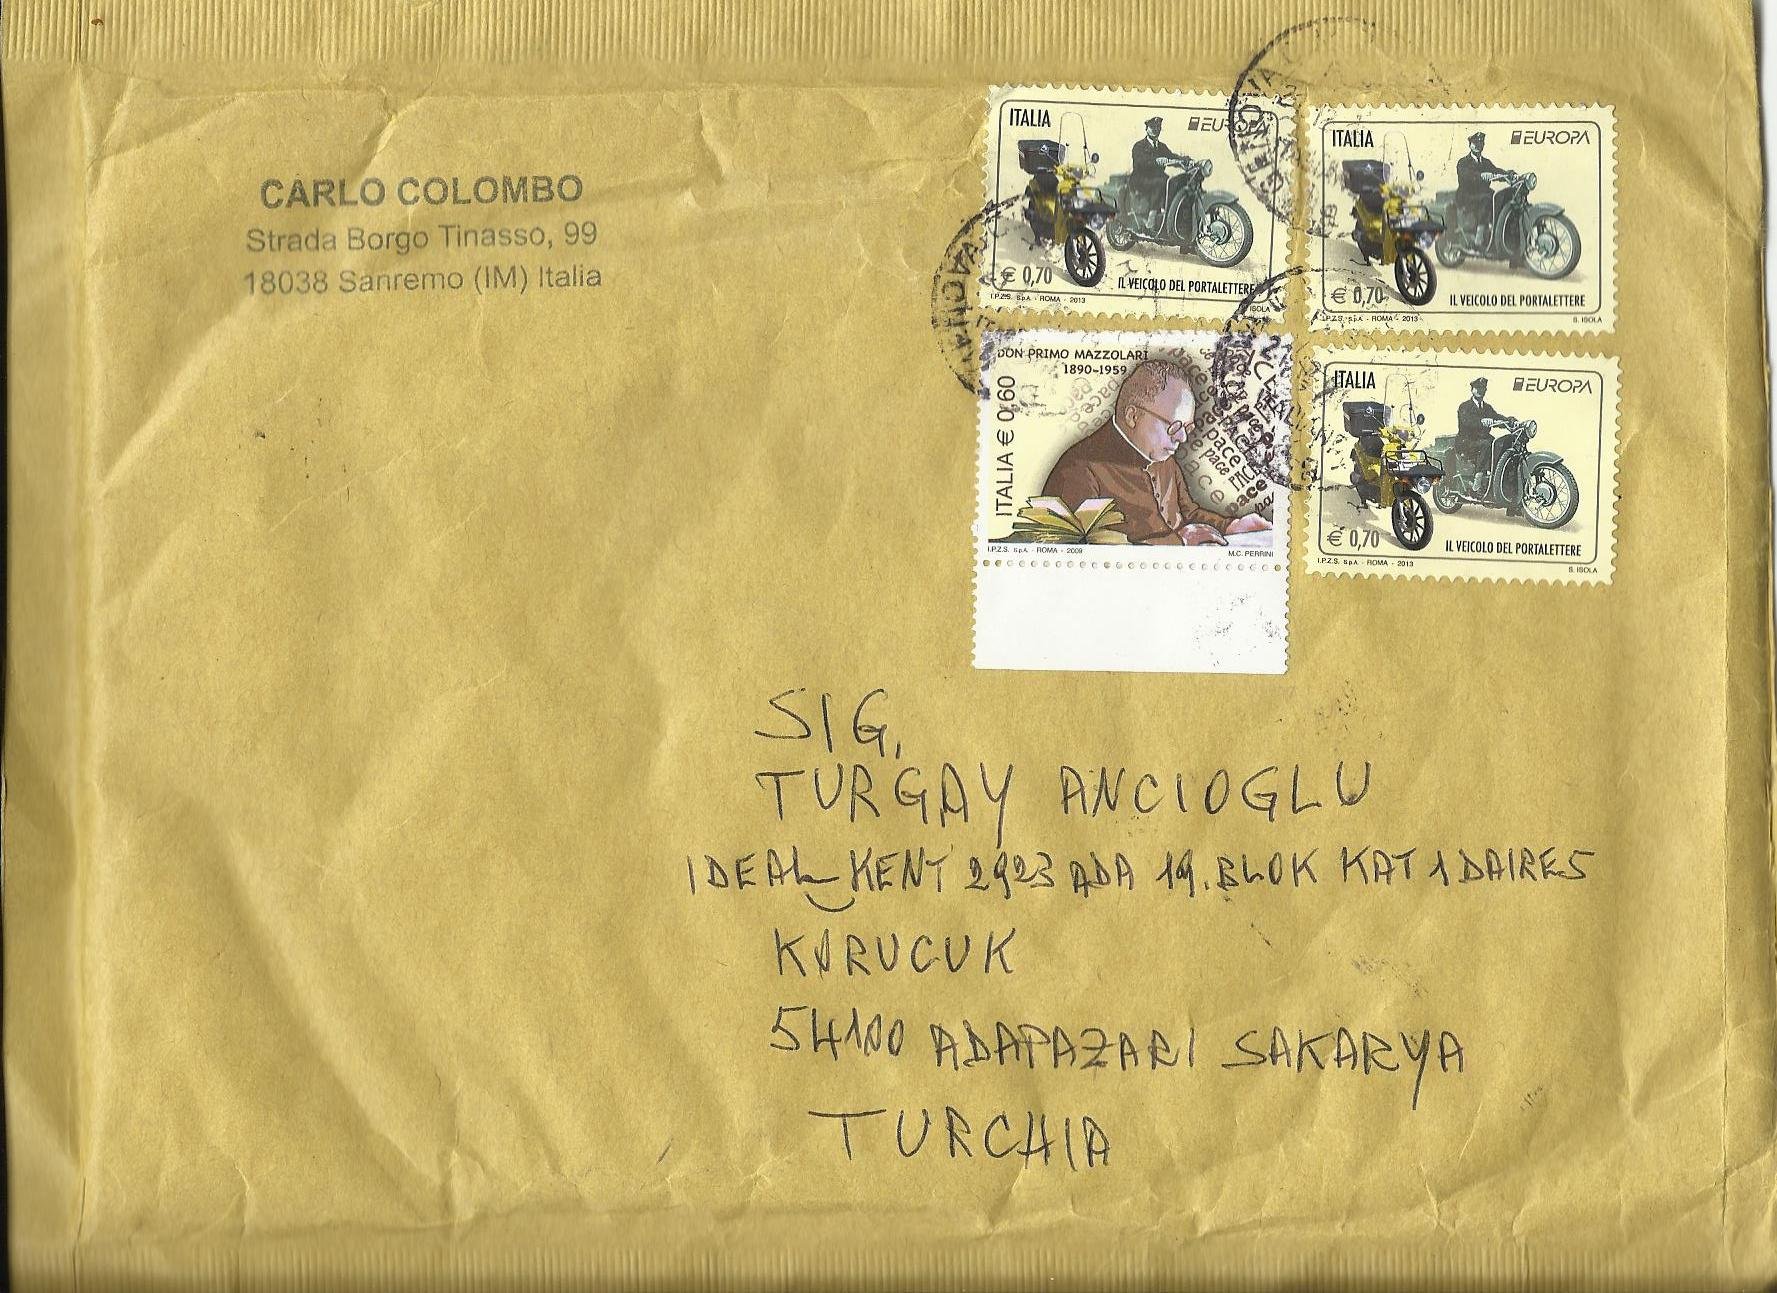 CARLO COLOMBO
Strada Borgo Tinasso, 99
18038 Sanremo (IM) Italia
ITALIA EUROPA
€ 0,70 IL VEICOLO DEL PORTALETTERE
I.P.Z.S. S.p.A. - ROMA - 2013 S. ISOLA
ITALIA EUROPA
€ 0,70 IL VEICOLO DEL PORTALETTERE
I.P.Z.S. S.p.A. - ROMA - 2013 S. ISOLA
DON PRIMO MAZZOLARI
1890-1959
ITALIA € 0,60
pace
I.P.Z.S. S.p.A. - ROMA - 2009 M.C. PERRINI
ITALIA EUROPA
€ 0,70 IL VEICOLO DEL PORTALETTERE
I.P.Z.S. S.p.A. - ROMA - 2013 S. ISOLA
SIG,
TURGAY ANCIOGLU
IDEAL KENT 2923 ADA 19. BLOK KAT 1 DAIRE 5
KARUCUK
54100 ADAPAZARI SAKARYA
TURCHIA